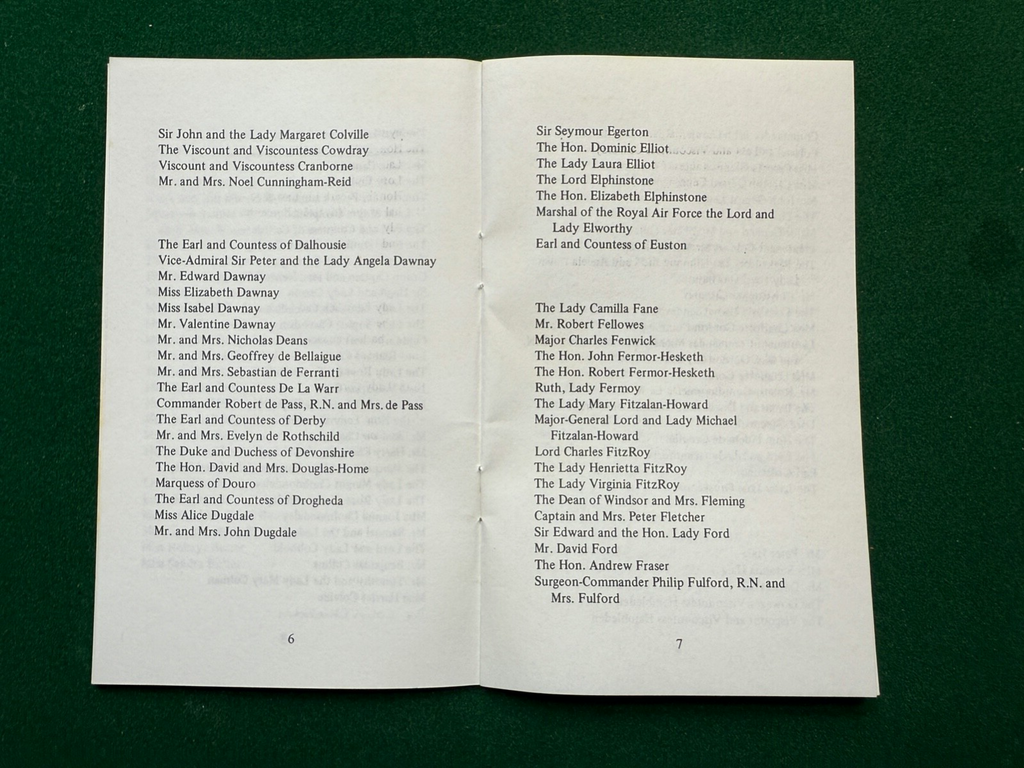 Sir John and the Lady Margaret Colville
The Viscount and Viscountess Cowdray
Viscount and Viscountess Cranborne
Mr. and Mrs. Noel Cunningham-Reid
The Earl and Countess of Dalhousie
Vice-Admiral Sir Peter and the Lady Angela Dawnay
Mr. Edward Dawnay
Miss Elizabeth Dawnay
Miss Isabel Dawnay
Mr. Valentine Dawnay
Mr. and Mrs. Nicholas Deans
Mr. and Mrs. Geoffrey de Bellaigue
Mr. and Mrs. Sebastian de Ferranti
The Earl and Countess De La Warr
Commander Robert de Pass, R.N. and Mrs. de Pass
The Earl and Countess of Derby
Mr. and Mrs. Evelyn de Rothschild
The Duke and Duchess of Devonshire
The Hon. David and Mrs. Douglas-Home
Marquess of Douro
The Earl and Countess of Drogheda
Miss Alice Dugdale
Mr. and Mrs. John Dugdale
6
Sir Seymour Egerton
The Hon. Dominic Elliot
The Lady Laura Elliot
The Lord Elphinstone
The Hon. Elizabeth Elphinstone
Marshal of the Royal Air Force the Lord and
Lady Elworthy
Earl and Countess of Euston
The Lady Camilla Fane
Mr. Robert Fellowes
Major Charles Fenwick
The Hon. John Fermor-Hesketh
The Hon. Robert Fermor-Hesketh
Ruth, Lady Fermoy
The Lady Mary Fitzalan-Howard
Major-General Lord and Lady Michael
Fitzalan-Howard
Lord Charles FitzRoy
The Lady Henrietta FitzRoy
The Lady Virginia FitzRoy
The Dean of Windsor and Mrs. Fleming
Captain and Mrs. Peter Fletcher
Sir Edward and the Hon. Lady Ford
Mr. David Ford
The Hon. Andrew Fraser
Surgeon-Commander Philip Fulford, R.N. and
Mrs. Fulford
7